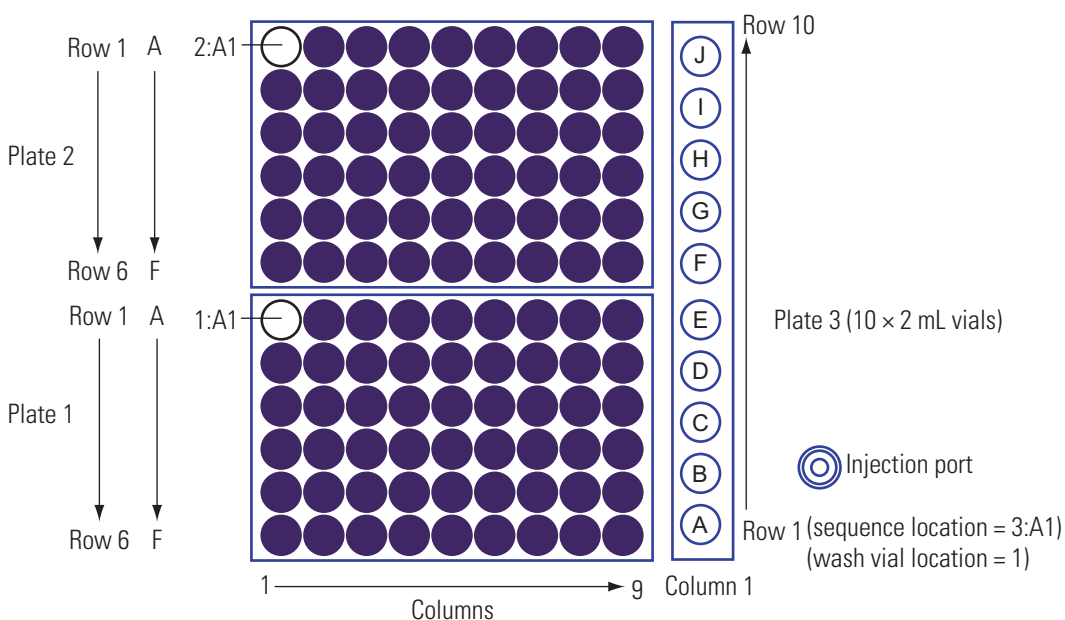 Row 1 A
Plate 2
Row 6 F
2:A1
Row 1 A
Plate 1
Row 6 F
1:A1
1
9
Columns
J
I
H
G
F
E
D
C
B
A
Column 1
Row 10
Plate 3 (10 × 2 mL vials)
Injection port
Row 1 (sequence location = 3:A1)
(wash vial location = 1)